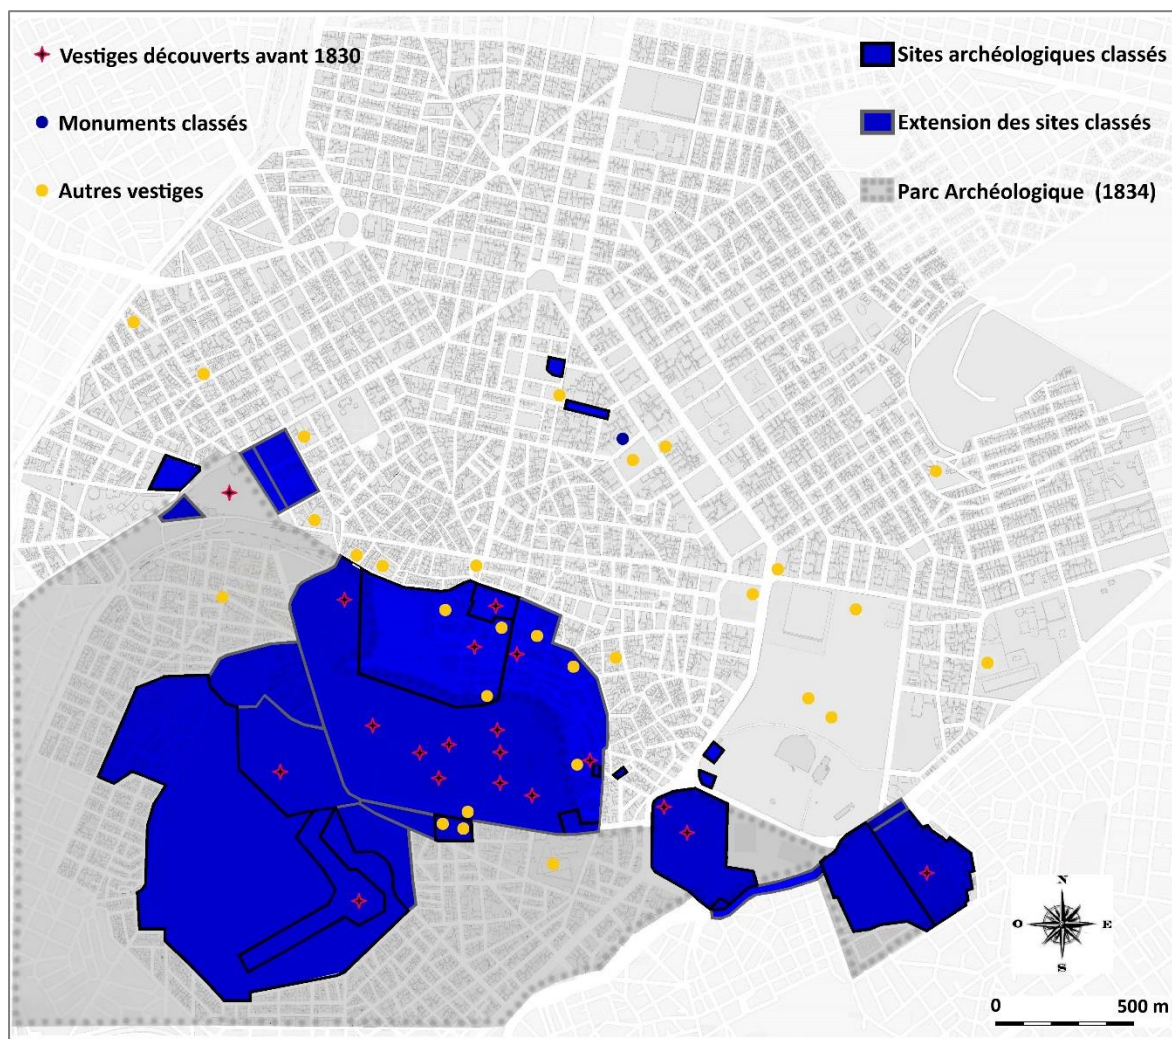 Vestiges découverts avant 1830
Monuments classés
Autres vestiges
Sites archéologiques classés
Extension des sites classés
Parc Archéologique (1834)
N
O
E
S
0
500 m